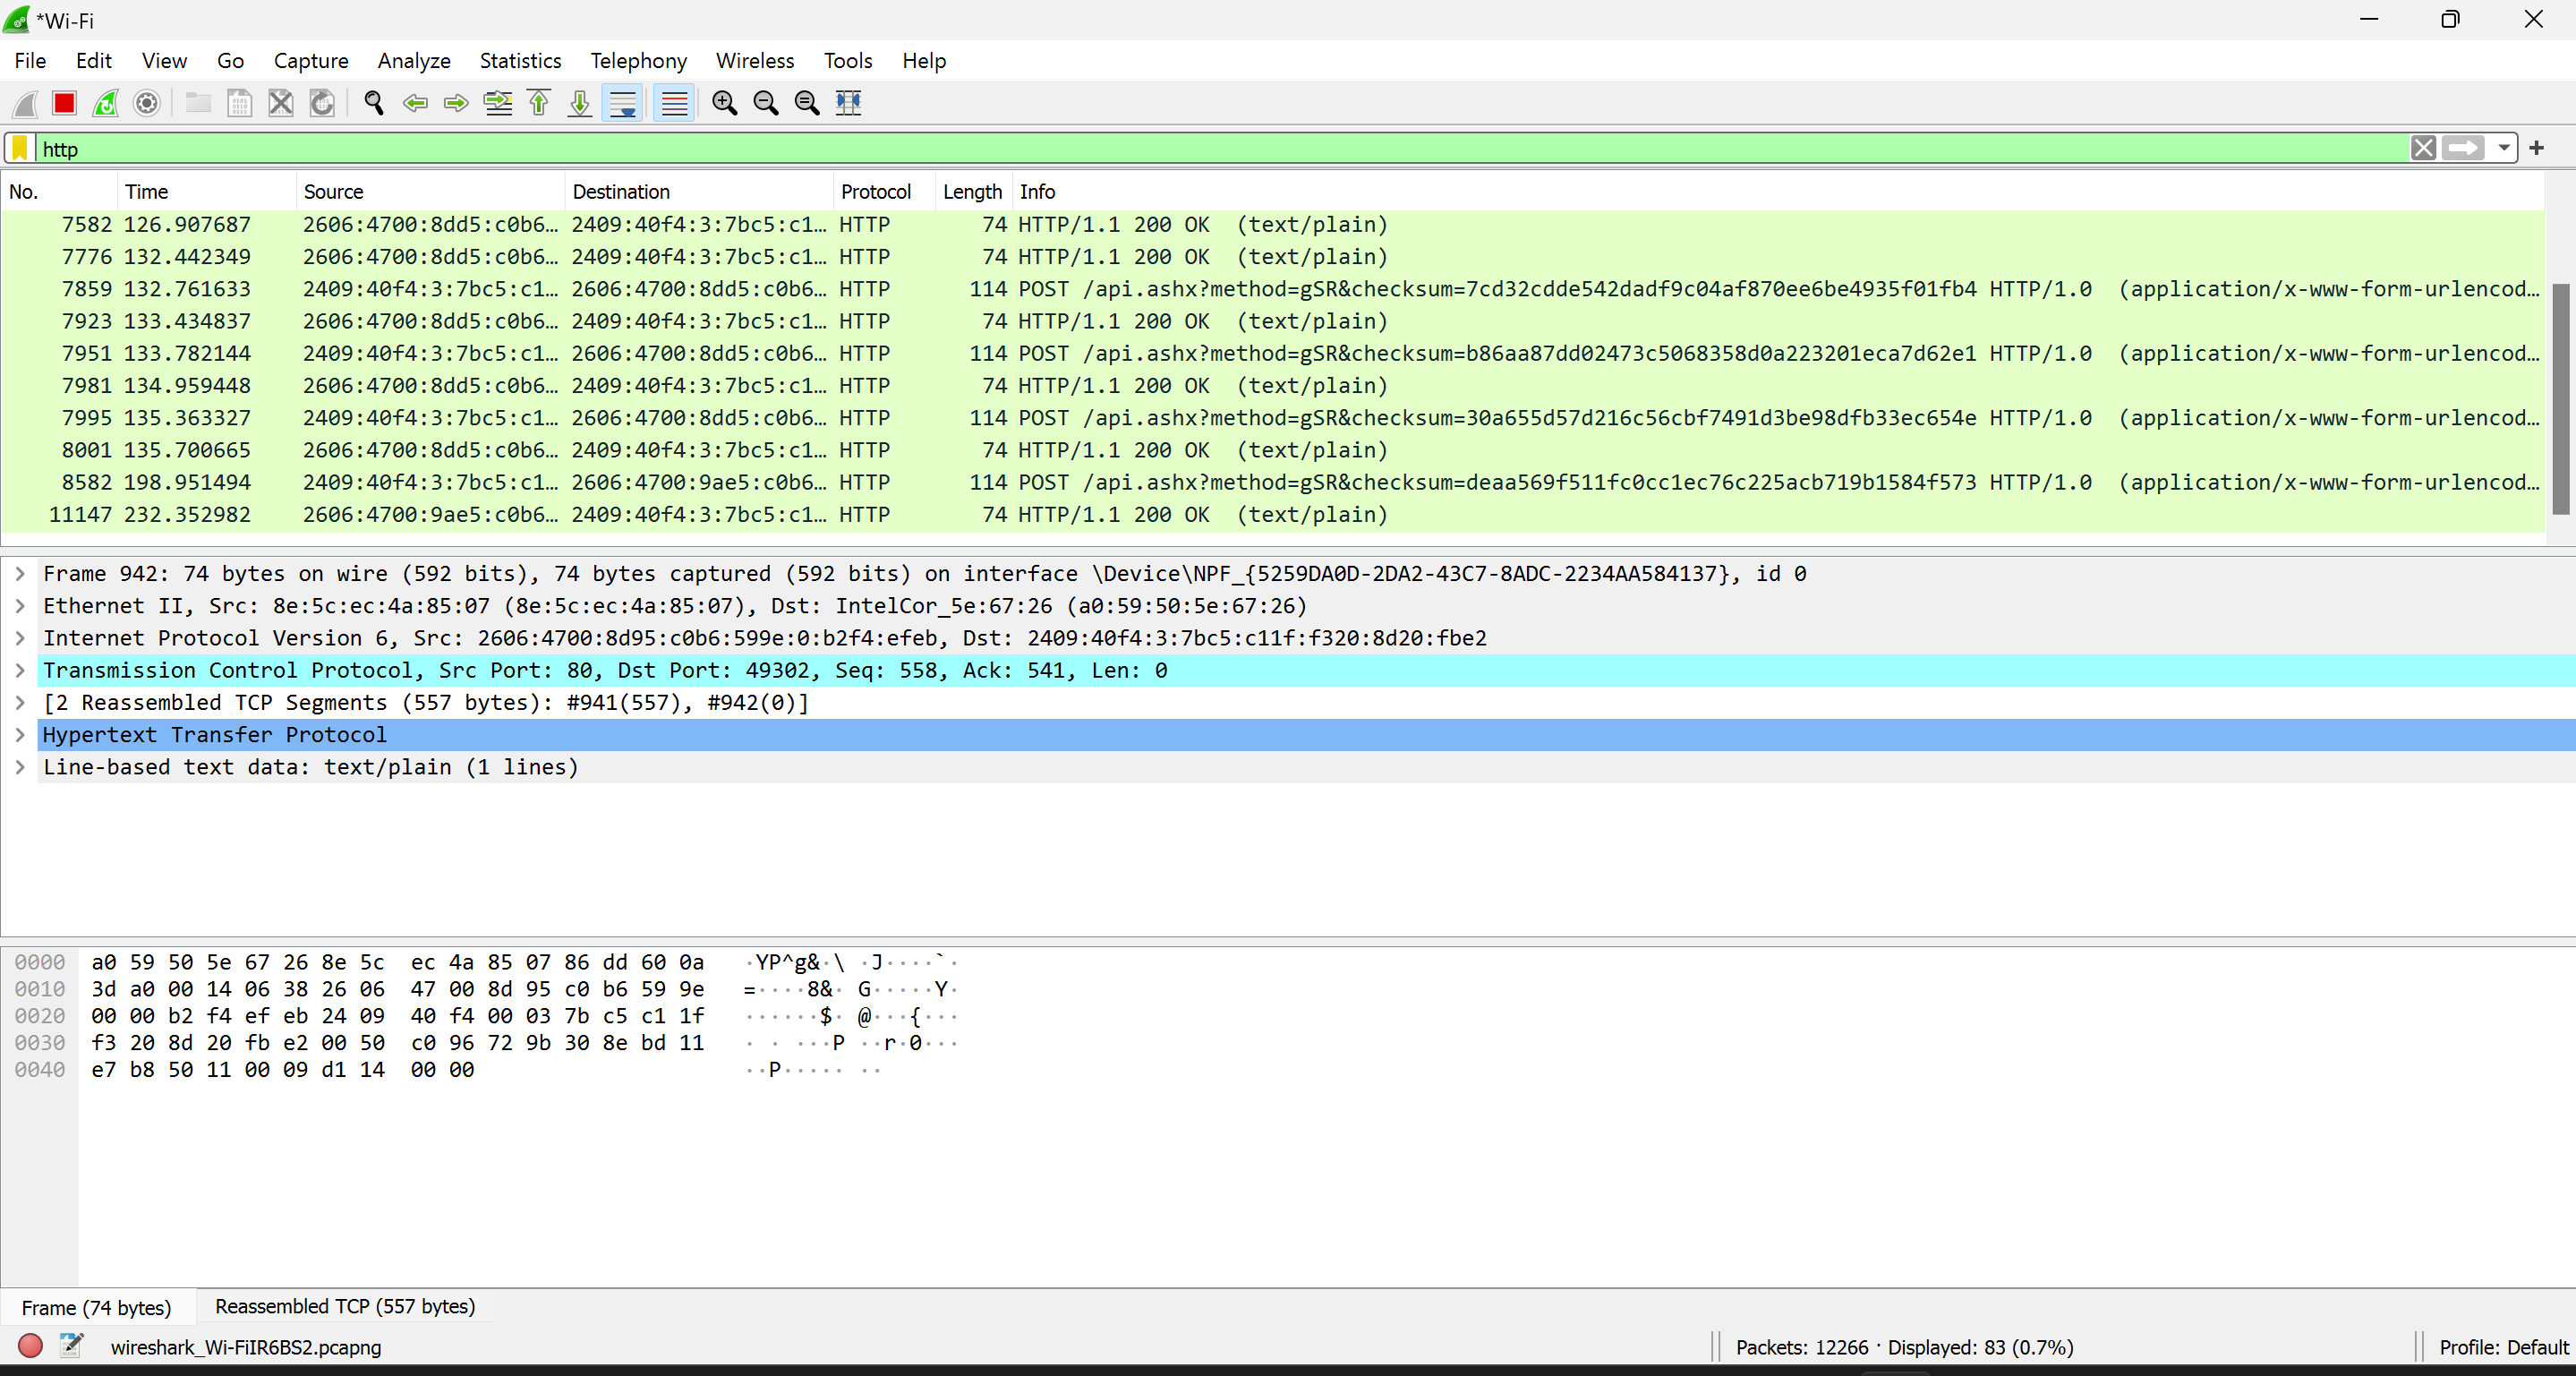 *Wi-Fi
File Edit View Go Capture Analyze Statistics Telephony Wireless Tools Help
http
No. Time Source Destination Protocol Length Info
7582 126.907687 2606:4700:8dd5:c0b6… 2409:40f4:3:7bc5:c1… HTTP 74 HTTP/1.1 200 OK (text/plain)
7776 132.442349 2606:4700:8dd5:c0b6… 2409:40f4:3:7bc5:c1… HTTP 74 HTTP/1.1 200 OK (text/plain)
7859 132.761633 2409:40f4:3:7bc5:c1… 2606:4700:8dd5:c0b6… HTTP 114 POST /api.ashx?method=gSR&checksum=7cd32cdde542dadf9c04af870ee6be4935f01fb4 HTTP/1.0 (application/x-www-form-urlencod…
7923 133.434837 2606:4700:8dd5:c0b6… 2409:40f4:3:7bc5:c1… HTTP 74 HTTP/1.1 200 OK (text/plain)
7951 133.782144 2409:40f4:3:7bc5:c1… 2606:4700:8dd5:c0b6… HTTP 114 POST /api.ashx?method=gSR&checksum=b86aa87dd02473c5068358d0a223201eca7d62e1 HTTP/1.0 (application/x-www-form-urlencod…
7981 134.959448 2606:4700:8dd5:c0b6… 2409:40f4:3:7bc5:c1… HTTP 74 HTTP/1.1 200 OK (text/plain)
7995 135.363327 2409:40f4:3:7bc5:c1… 2606:4700:8dd5:c0b6… HTTP 114 POST /api.ashx?method=gSR&checksum=30a655d57d216c56cbf7491d3be98dfb33ec654e HTTP/1.0 (application/x-www-form-urlencod…
8001 135.700665 2606:4700:8dd5:c0b6… 2409:40f4:3:7bc5:c1… HTTP 74 HTTP/1.1 200 OK (text/plain)
8582 198.951494 2409:40f4:3:7bc5:c1… 2606:4700:9ae5:c0b6… HTTP 114 POST /api.ashx?method=gSR&checksum=deaa569f511fc0cc1ec76c225acb719b1584f573 HTTP/1.0 (application/x-www-form-urlencod…
11147 232.352982 2606:4700:9ae5:c0b6… 2409:40f4:3:7bc5:c1… HTTP 74 HTTP/1.1 200 OK (text/plain)
Frame 942: 74 bytes on wire (592 bits), 74 bytes captured (592 bits) on interface \Device\NPF_{5259DA0D-2DA2-43C7-8ADC-2234AA584137}, id 0
Ethernet II, Src: 8e:5c:ec:4a:85:07 (8e:5c:ec:4a:85:07), Dst: IntelCor_5e:67:26 (a0:59:50:5e:67:26)
Internet Protocol Version 6, Src: 2606:4700:8d95:c0b6:599e:0:b2f4:efeb, Dst: 2409:40f4:3:7bc5:c11f:f320:8d20:fbe2
Transmission Control Protocol, Src Port: 80, Dst Port: 49302, Seq: 558, Ack: 541, Len: 0
[2 Reassembled TCP Segments (557 bytes): #941(557), #942(0)]
Hypertext Transfer Protocol
Line-based text data: text/plain (1 lines)
0000 a0 59 50 5e 67 26 8e 5c ec 4a 85 07 86 dd 60 0a ·YP^g&·\ ·J····`·
0010 3d a0 00 14 06 38 26 06 47 00 8d 95 c0 b6 59 9e =····8&· G·····Y·
0020 00 00 b2 f4 ef eb 24 09 40 f4 00 03 7b c5 c1 1f ······$· @···{···
0030 f3 20 8d 20 fb e2 00 50 c0 96 72 9b 30 8e bd 11 · · ···P ··r·0···
0040 e7 b8 50 11 00 09 d1 14 00 00 ··P····· ··
Frame (74 bytes) Reassembled TCP (557 bytes)
wireshark_Wi-FiIR6BS2.pcapng Packets: 12266 · Displayed: 83 (0.7%) Profile: Default